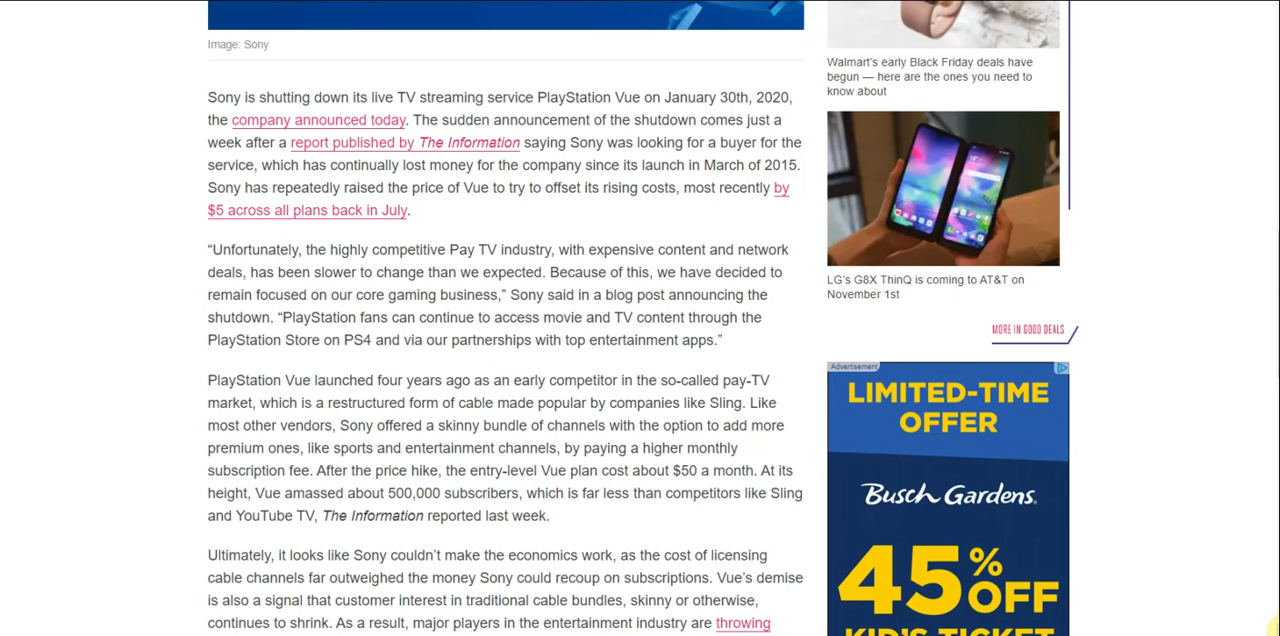 Image: Sony
Sony is shutting down its live TV streaming service PlayStation Vue on January 30th, 2020,
the company announced today. The sudden announcement of the shutdown comes just a
week after a report published by The Information saying Sony was looking for a buyer for the
service, which has continually lost money for the company since its launch in March of 2015.
Sony has repeatedly raised the price of Vue to try to offset its rising costs, most recently by
$5 across all plans back in July.
“Unfortunately, the highly competitive Pay TV industry, with expensive content and network
deals, has been slower to change than we expected. Because of this, we have decided to
remain focused on our core gaming business,” Sony said in a blog post announcing the
shutdown. “PlayStation fans can continue to access movie and TV content through the
PlayStation Store on PS4 and via our partnerships with top entertainment apps.”
PlayStation Vue launched four years ago as an early competitor in the so-called pay-TV
market, which is a restructured form of cable made popular by companies like Sling. Like
most other vendors, Sony offered a skinny bundle of channels with the option to add more
premium ones, like sports and entertainment channels, by paying a higher monthly
subscription fee. After the price hike, the entry-level Vue plan cost about $50 a month. At its
height, Vue amassed about 500,000 subscribers, which is far less than competitors like Sling
and YouTube TV, The Information reported last week.
Ultimately, it looks like Sony couldn’t make the economics work, as the cost of licensing
cable channels far outweighed the money Sony could recoup on subscriptions. Vue’s demise
is also a signal that customer interest in traditional cable bundles, skinny or otherwise,
continues to shrink. As a result, major players in the entertainment industry are throwing
Walmart’s early Black Friday deals have
begun — here are the ones you need to
know about
LG’s G8X ThinQ is coming to AT&T on
November 1st
MORE IN GOOD DEALS
Advertisement
LIMITED-TIME
OFFER
Busch Gardens
45% OFF
KID'S TICKET